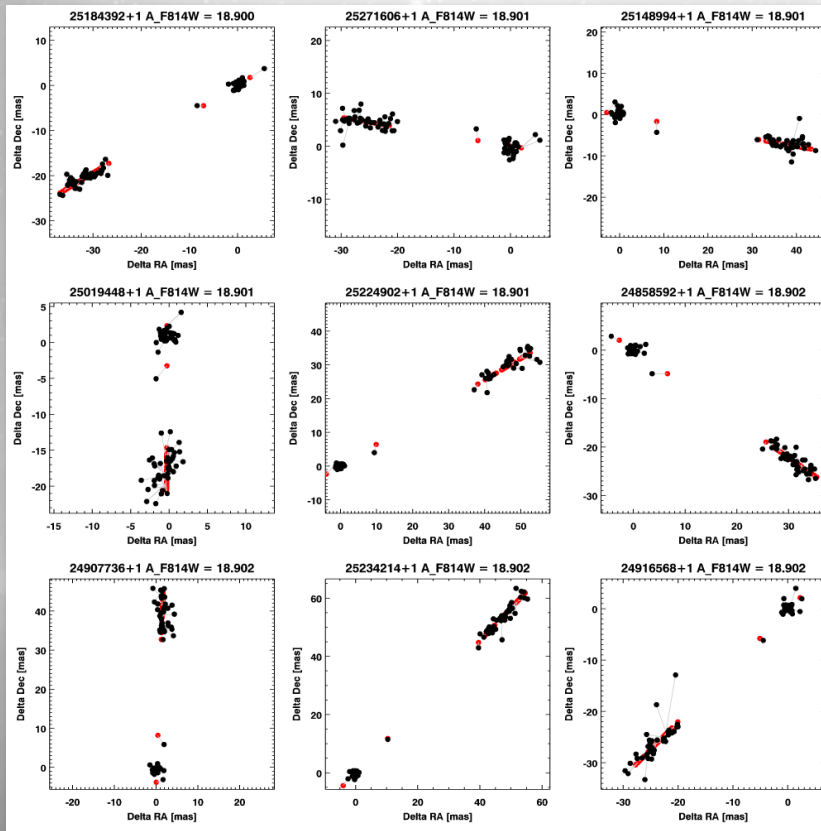 25184392+1 A_F814W = 18.900
Delta Dec [mas]
10
0
-10
-20
-30
-30 -20 -10 0
Delta RA [mas]
25271606+1 A_F814W = 18.901
Delta Dec [mas]
20
10
0
-10
-30 -20 -10 0 10
Delta RA [mas]
25148994+1 A_F814W = 18.901
Delta Dec [mas]
20
10
0
-10
-20
0 10 20 30 40
Delta RA [mas]
25019448+1 A_F814W = 18.901
Delta Dec [mas]
5
0
-5
-10
-15
-20
-15 -10 -5 0 5 10
Delta RA [mas]
25224902+1 A_F814W = 18.901
Delta Dec [mas]
40
30
20
10
0
-10
0 10 20 30 40 50
Delta RA [mas]
24858592+1 A_F814W = 18.902
Delta Dec [mas]
10
0
-10
-20
-30
0 10 20 30
Delta RA [mas]
24907736+1 A_F814W = 18.902
Delta Dec [mas]
40
30
20
10
0
-20 -10 0 10 20
Delta RA [mas]
25234214+1 A_F814W = 18.902
Delta Dec [mas]
60
40
20
0
0 20 40 60
Delta RA [mas]
24916568+1 A_F814W = 18.902
Delta Dec [mas]
0
-10
-20
-30
-30 -20 -10 0
Delta RA [mas]